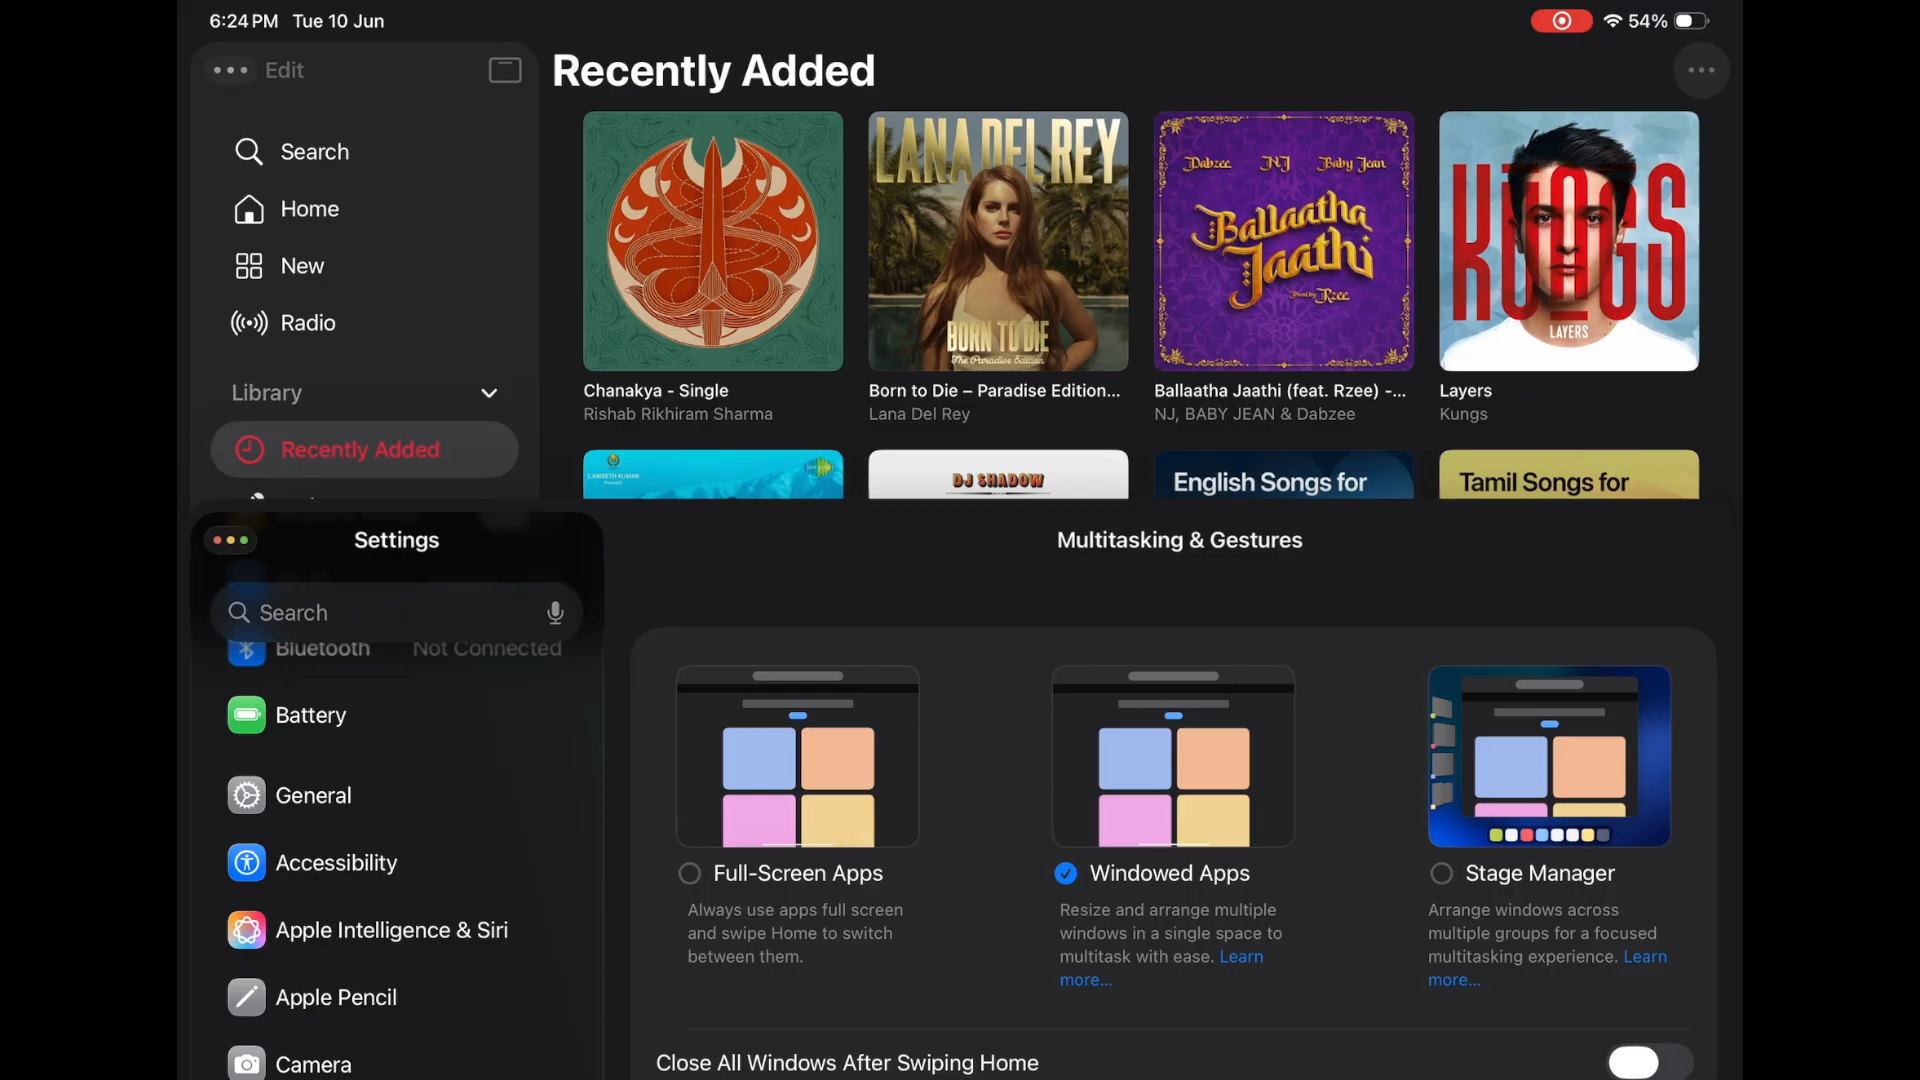 6:24 PM Tue 10 Jun
54%
Edit
Recently Added
Search
Home
New
Radio
Library
Recently Added
LANA DEL REY
BORN TO DIE
The Paradise Edition
Dabzee NJ Baby Jean
Ballaatha
Jaathi
Prod by Rzee
KUNGS
LAYERS
Chanakya - Single
Rishab Rikhiram Sharma
Born to Die – Paradise Edition...
Lana Del Rey
Ballaatha Jaathi (feat. Rzee) -...
NJ, BABY JEAN & Dabzee
Layers
Kungs
DJ SHADOW
English Songs for
Tamil Songs for
Settings
Multitasking & Gestures
Search
Bluetooth Not Connected
Battery
General
Accessibility
Apple Intelligence & Siri
Apple Pencil
Camera
Full-Screen Apps
Always use apps full screen
and swipe Home to switch
between them.
Windowed Apps
Resize and arrange multiple
windows in a single space to
multitask with ease. Learn
more...
Stage Manager
Arrange windows across
multiple groups for a focused
multitasking experience. Learn
more...
Close All Windows After Swiping Home